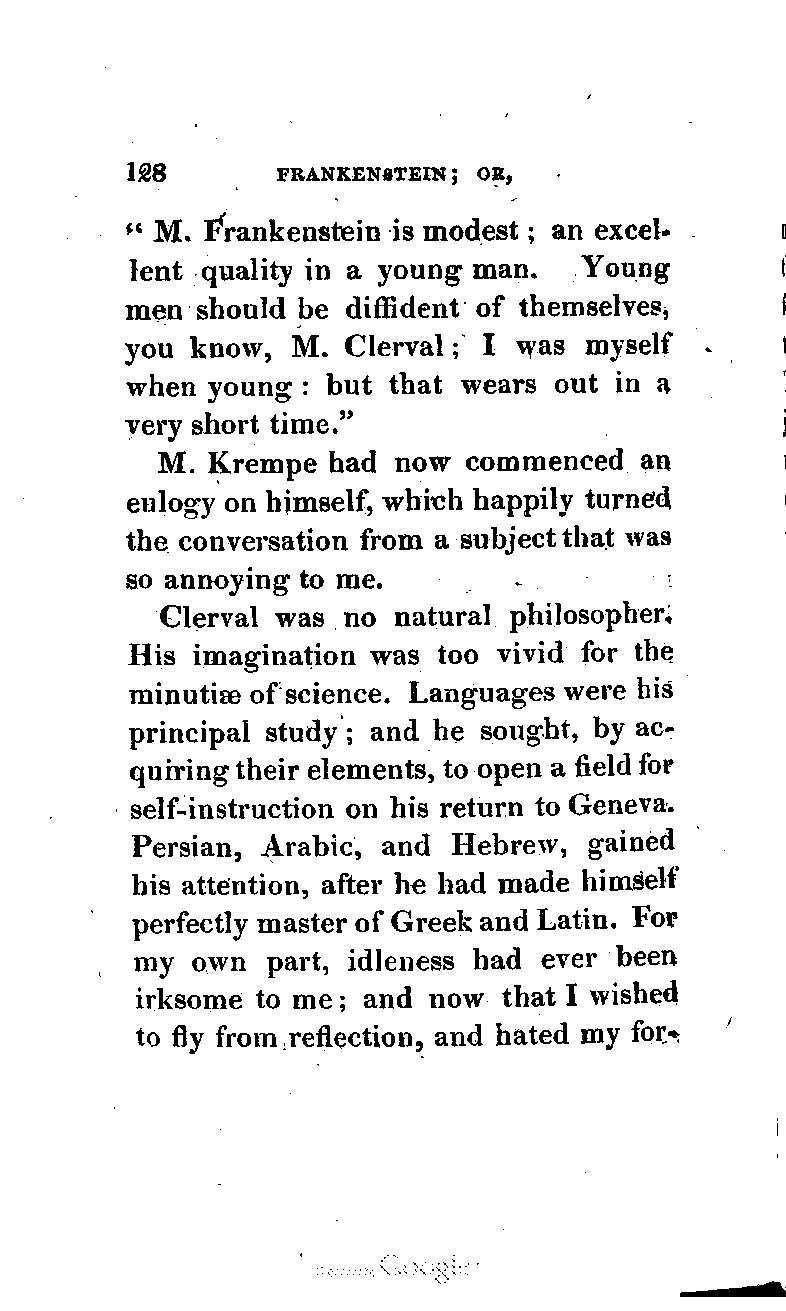 128 FRANKENSTEIN; OR,
“ M. Frankenstein is modest; an excel-
lent quality in a young man. Young
men should be diffident of themselves,
you know, M. Clerval; I was myself
when young: but that wears out in a
very short time.”
M. Krempe had now commenced an
eulogy on himself, which happily turned
the conversation from a subject that was
so annoying to me.
Clerval was no natural philosopher.
His imagination was too vivid for the
minutiæ of science. Languages were his
principal study; and he sought, by ac-
quiring their elements, to open a field for
self-instruction on his return to Geneva.
Persian, Arabic, and Hebrew, gained
his attention, after he had made himself
perfectly master of Greek and Latin. For
my own part, idleness had ever been
irksome to me; and now that I wished
to fly from reflection, and hated my for-
Google